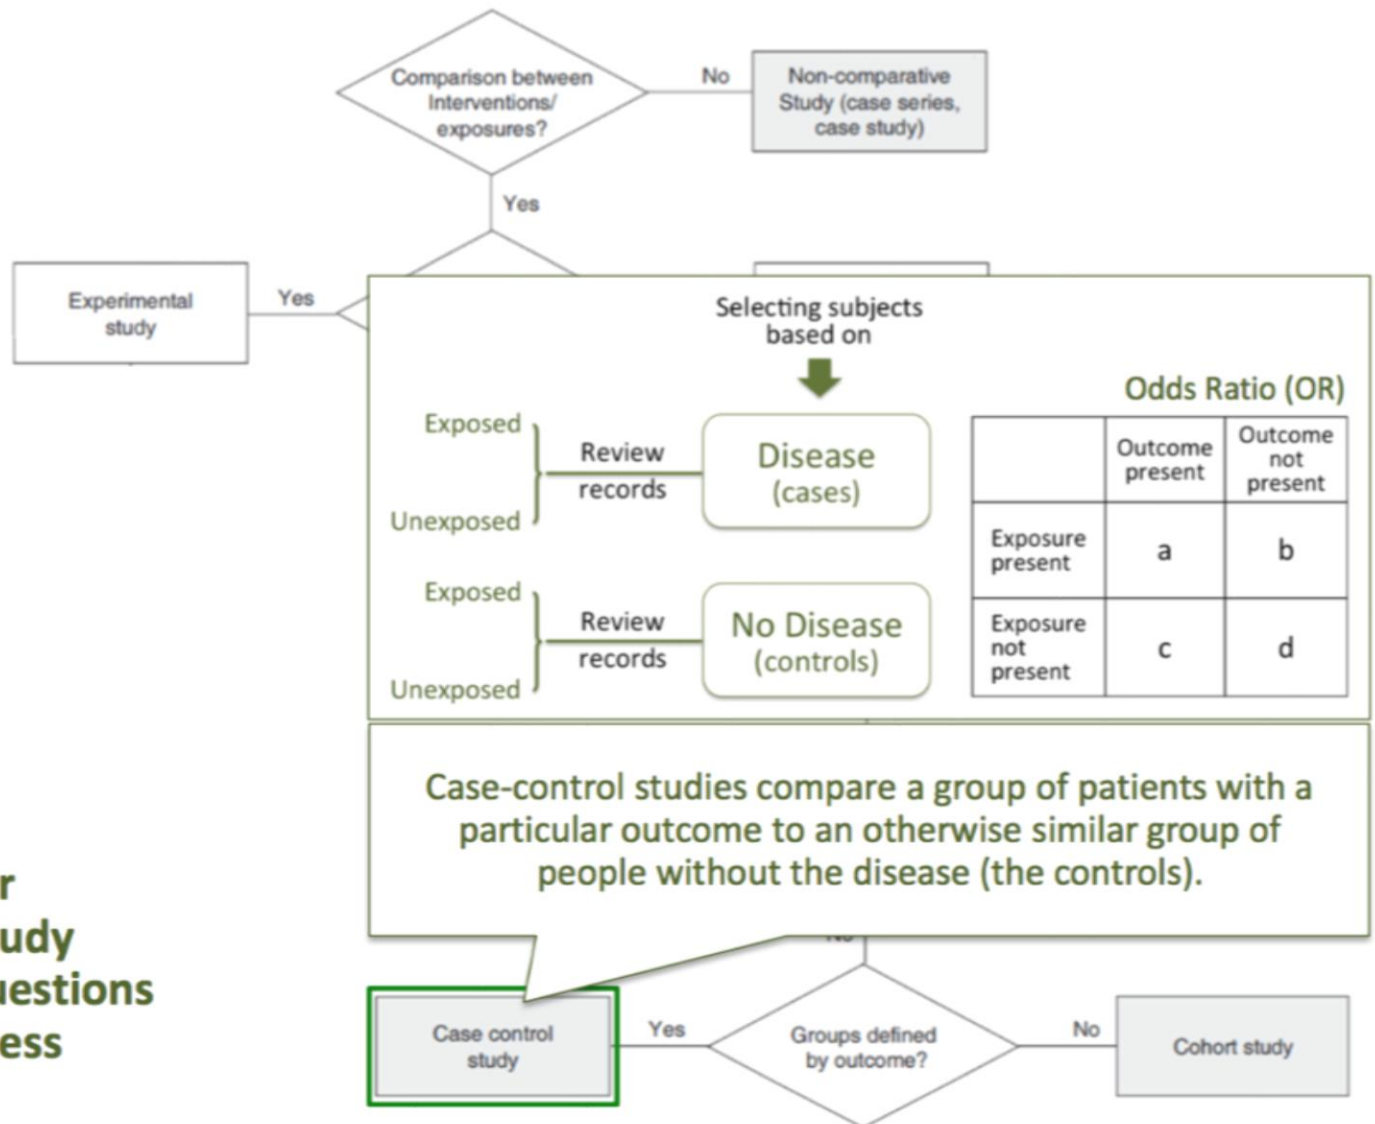 Comparison between
Interventions/
exposures?
No
Non-comparative
Study (case series,
case study)
Yes
Experimental
study
Yes
Selecting subjects
based on
Exposed
Unexposed
Review
records
Disease
(cases)
Exposed
Unexposed
Review
records
No Disease
(controls)
Odds Ratio (OR)
Outcome
present
Outcome
not
present
Exposure
present
a
b
Exposure
not
present
c
d
Case-control studies compare a group of patients with a
particular outcome to an otherwise similar group of
people without the disease (the controls).
No
Case control
study
Yes
Groups defined
by outcome?
No
Cohort study
r
udy
uestions
ess